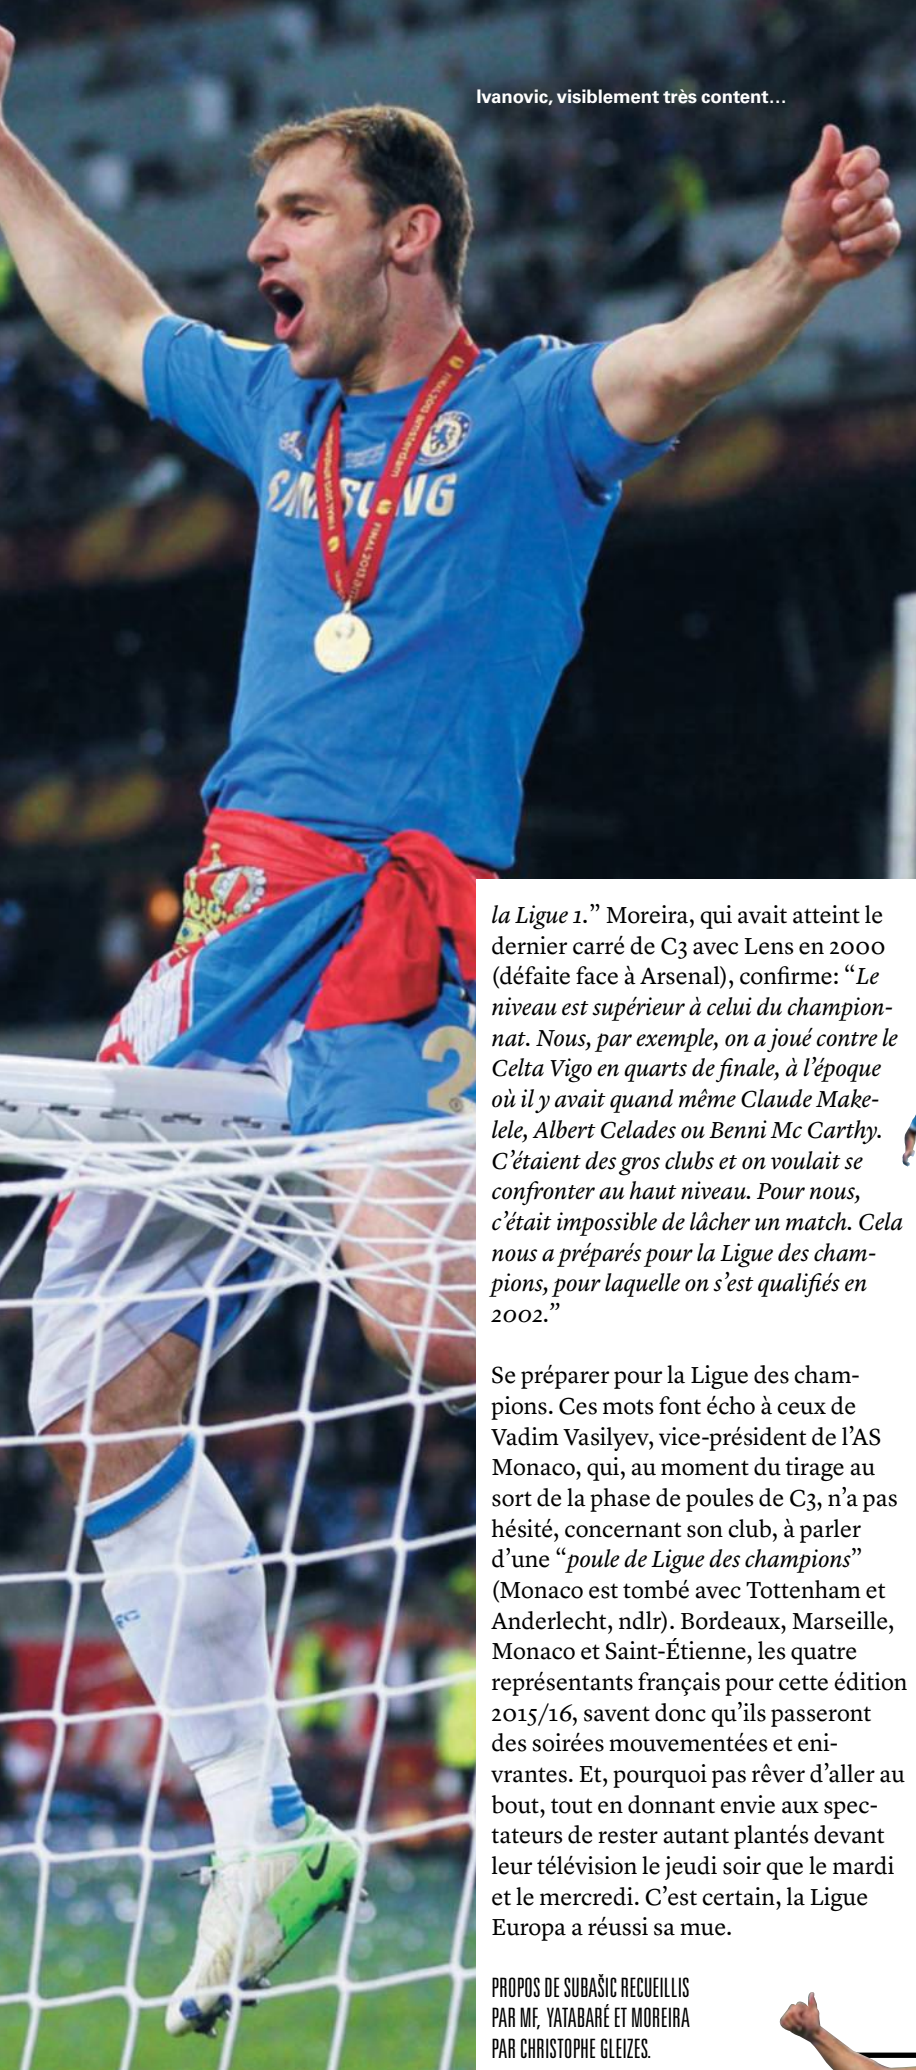 Ivanovic, visiblement très content…
SAMSUNG
FINAL 2013 amsterdam
FINAL 2013 am
2
la Ligue 1.” Moreira, qui avait atteint le
dernier carré de C3 avec Lens en 2000
(défaite face à Arsenal), confirme: “Le
niveau est supérieur à celui du champion-
nat. Nous, par exemple, on a joué contre le
Celta Vigo en quarts de finale, à l’époque
où il y avait quand même Claude Make-
lele, Albert Celades ou Benni Mc Carthy.
C’étaient des gros clubs et on voulait se
confronter au haut niveau. Pour nous,
c’était impossible de lâcher un match. Cela
nous a préparés pour la Ligue des cham-
pions, pour laquelle on s’est qualifiés en
2002.”
Se préparer pour la Ligue des cham-
pions. Ces mots font écho à ceux de
Vadim Vasilyev, vice-président de l’AS
Monaco, qui, au moment du tirage au
sort de la phase de poules de C3, n’a pas
hésité, concernant son club, à parler
d’une “poule de Ligue des champions”
(Monaco est tombé avec Tottenham et
Anderlecht, ndlr). Bordeaux, Marseille,
Monaco et Saint-Étienne, les quatre
représentants français pour cette édition
2015/16, savent donc qu’ils passeront
des soirées mouvementées et eni-
vrantes. Et, pourquoi pas rêver d’aller au
bout, tout en donnant envie aux spec-
tateurs de rester autant plantés devant
leur télévision le jeudi soir que le mardi
et le mercredi. C’est certain, la Ligue
Europa a réussi sa mue.
PROPOS DE SUBAŠIC RECUEILLIS
PAR MF, YATABARÉ ET MOREIRA
PAR CHRISTOPHE GLEIZES.